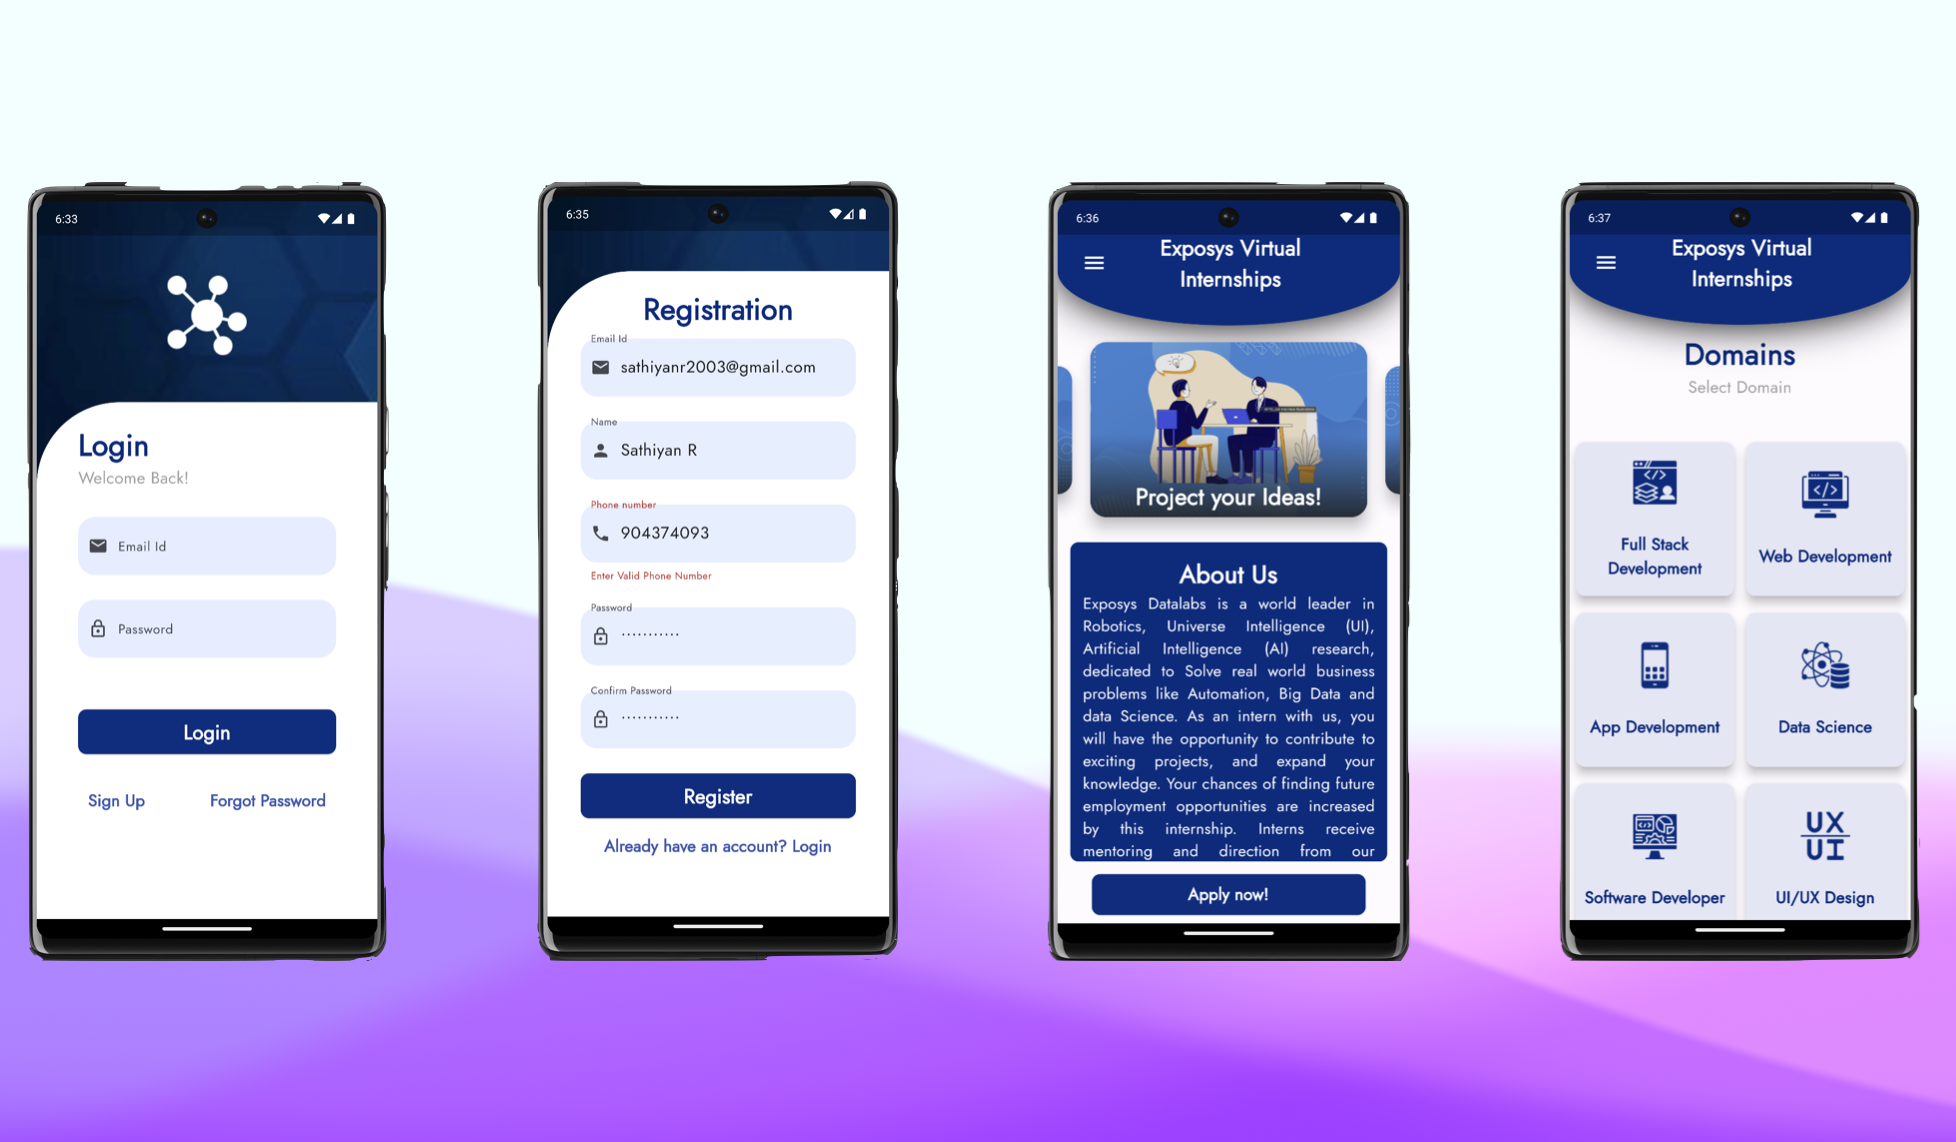 6:33
Login
Welcome Back!
Email Id
Password
Login
Sign Up
Forgot Password
6:35
Registration
Email Id
sathiyanr2003@gmail.com
Name
Sathiyan R
Phone number
904374093
Enter Valid Phone Number
Password
...........
Confirm Password
...........
Register
Already have an account? Login
6:36
Exposys Virtual
Internships
Project your Ideas!
About Us
Exposys Datalabs is a world leader in
Robotics, Universe Intelligence (UI),
Artificial Intelligence (AI) research,
dedicated to Solve real world business
problems like Automation, Big Data and
data Science. As an intern with us, you
will have the opportunity to contribute to
exciting projects, and expand your
knowledge. Your chances of finding future
employment opportunities are increased
by this internship. Interns receive
mentoring and direction from our
Apply now!
6:37
Exposys Virtual
Internships
Domains
Select Domain
Full Stack
Development
Web Development
App Development
Data Science
Software Developer
UX
UI
UI/UX Design